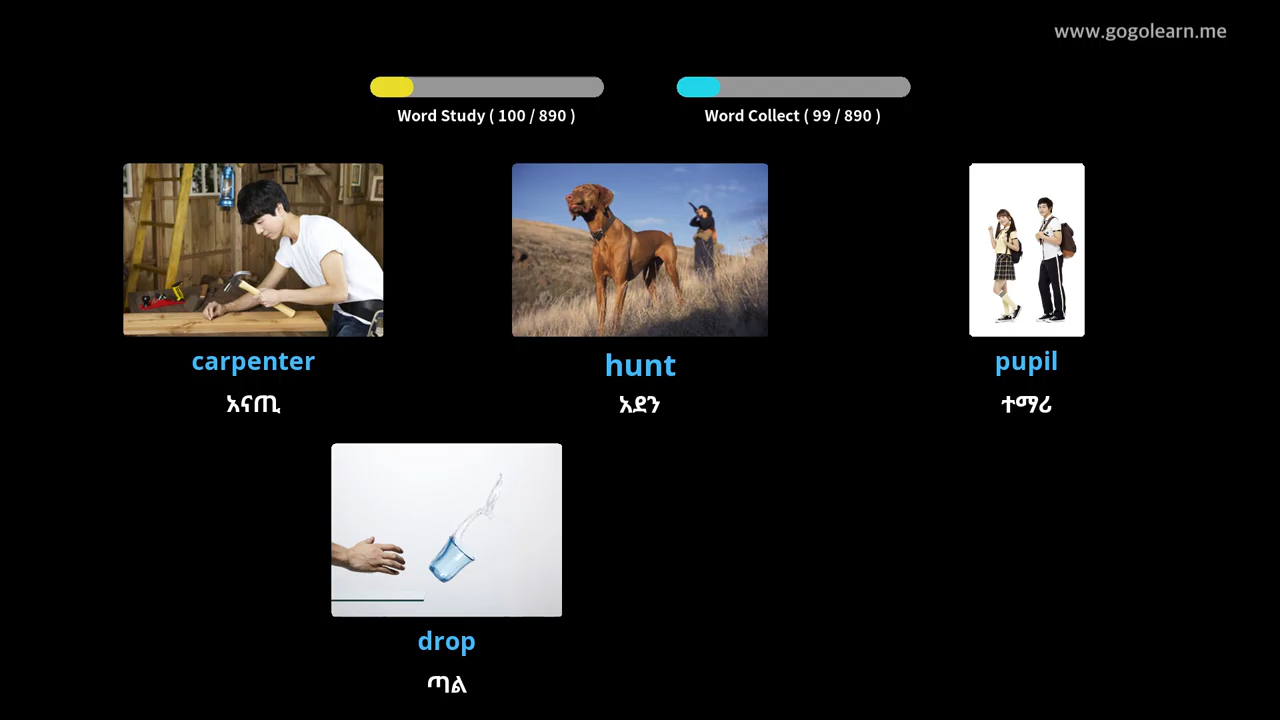 www.gogolearn.me
Word Study ( 100 / 890 )
Word Collect ( 99 / 890 )
carpenter
አናጢ
hunt
አደን
pupil
ተማሪ
drop
ጣል